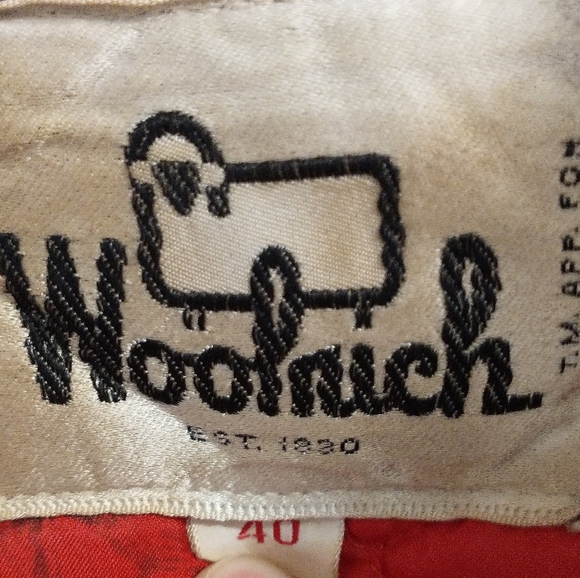 Woolrich
EST. 1830
T.M. APP. FOR
40